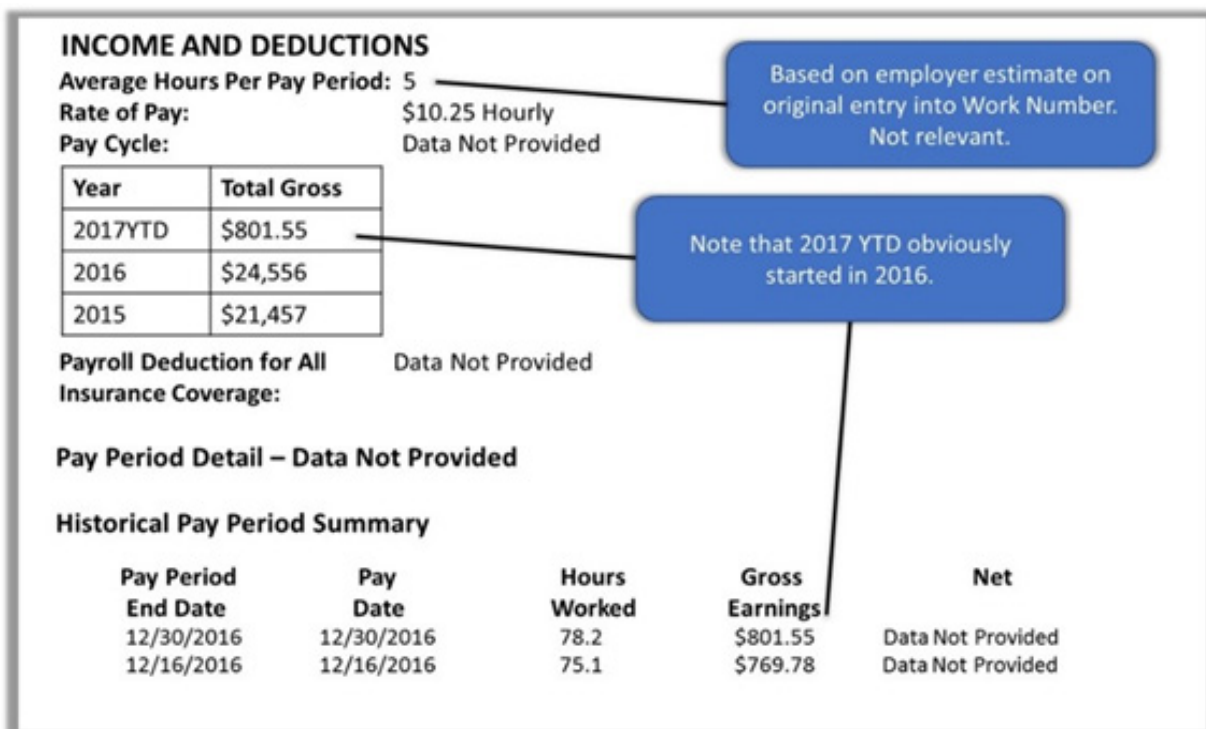 INCOME AND DEDUCTIONS
Average Hours Per Pay Period: 5
Rate of Pay: $10.25 Hourly
Pay Cycle: Data Not Provided
Based on employer estimate on
original entry into Work Number.
Not relevant.
Year Total Gross
2017YTD $801.55
2016 $24,556
2015 $21,457
Note that 2017 YTD obviously
started in 2016.
Payroll Deduction for All Data Not Provided
Insurance Coverage:
Pay Period Detail – Data Not Provided
Historical Pay Period Summary
Pay Period Pay Hours Gross Net
End Date Date Worked Earnings
12/30/2016 12/30/2016 78.2 $801.55 Data Not Provided
12/16/2016 12/16/2016 75.1 $769.78 Data Not Provided